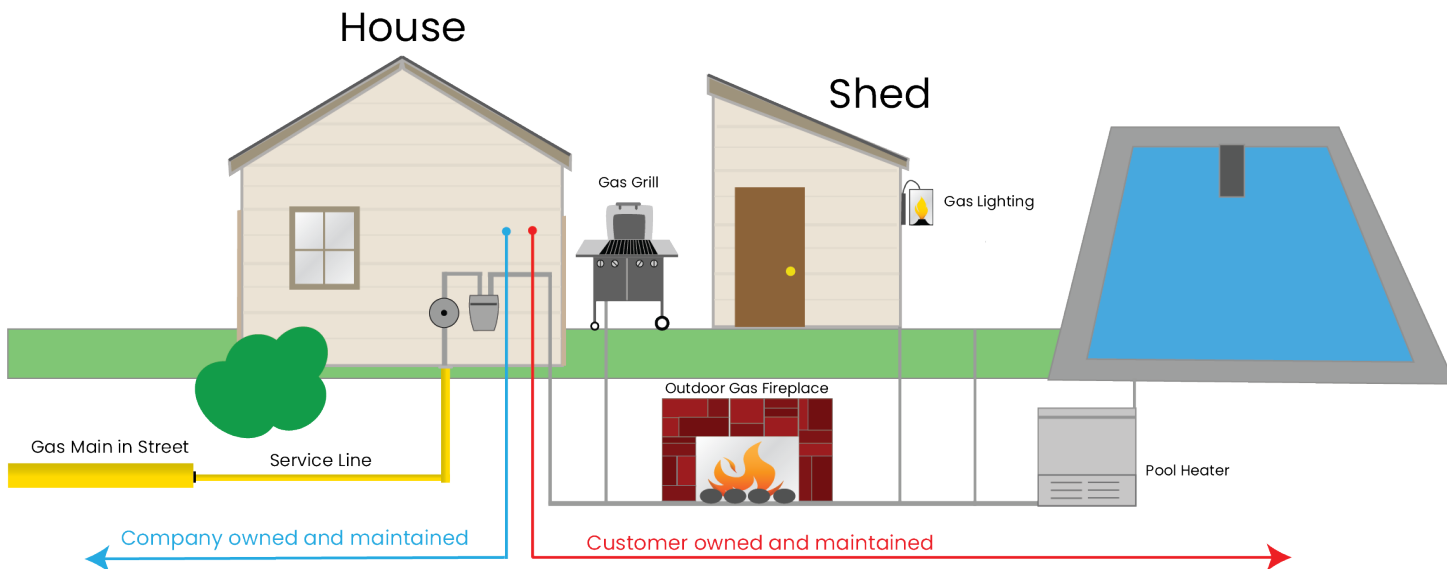 House
Shed
Gas Grill
Gas Lighting
Outdoor Gas Fireplace
Gas Main in Street
Service Line
Pool Heater
Company owned and maintained
Customer owned and maintained